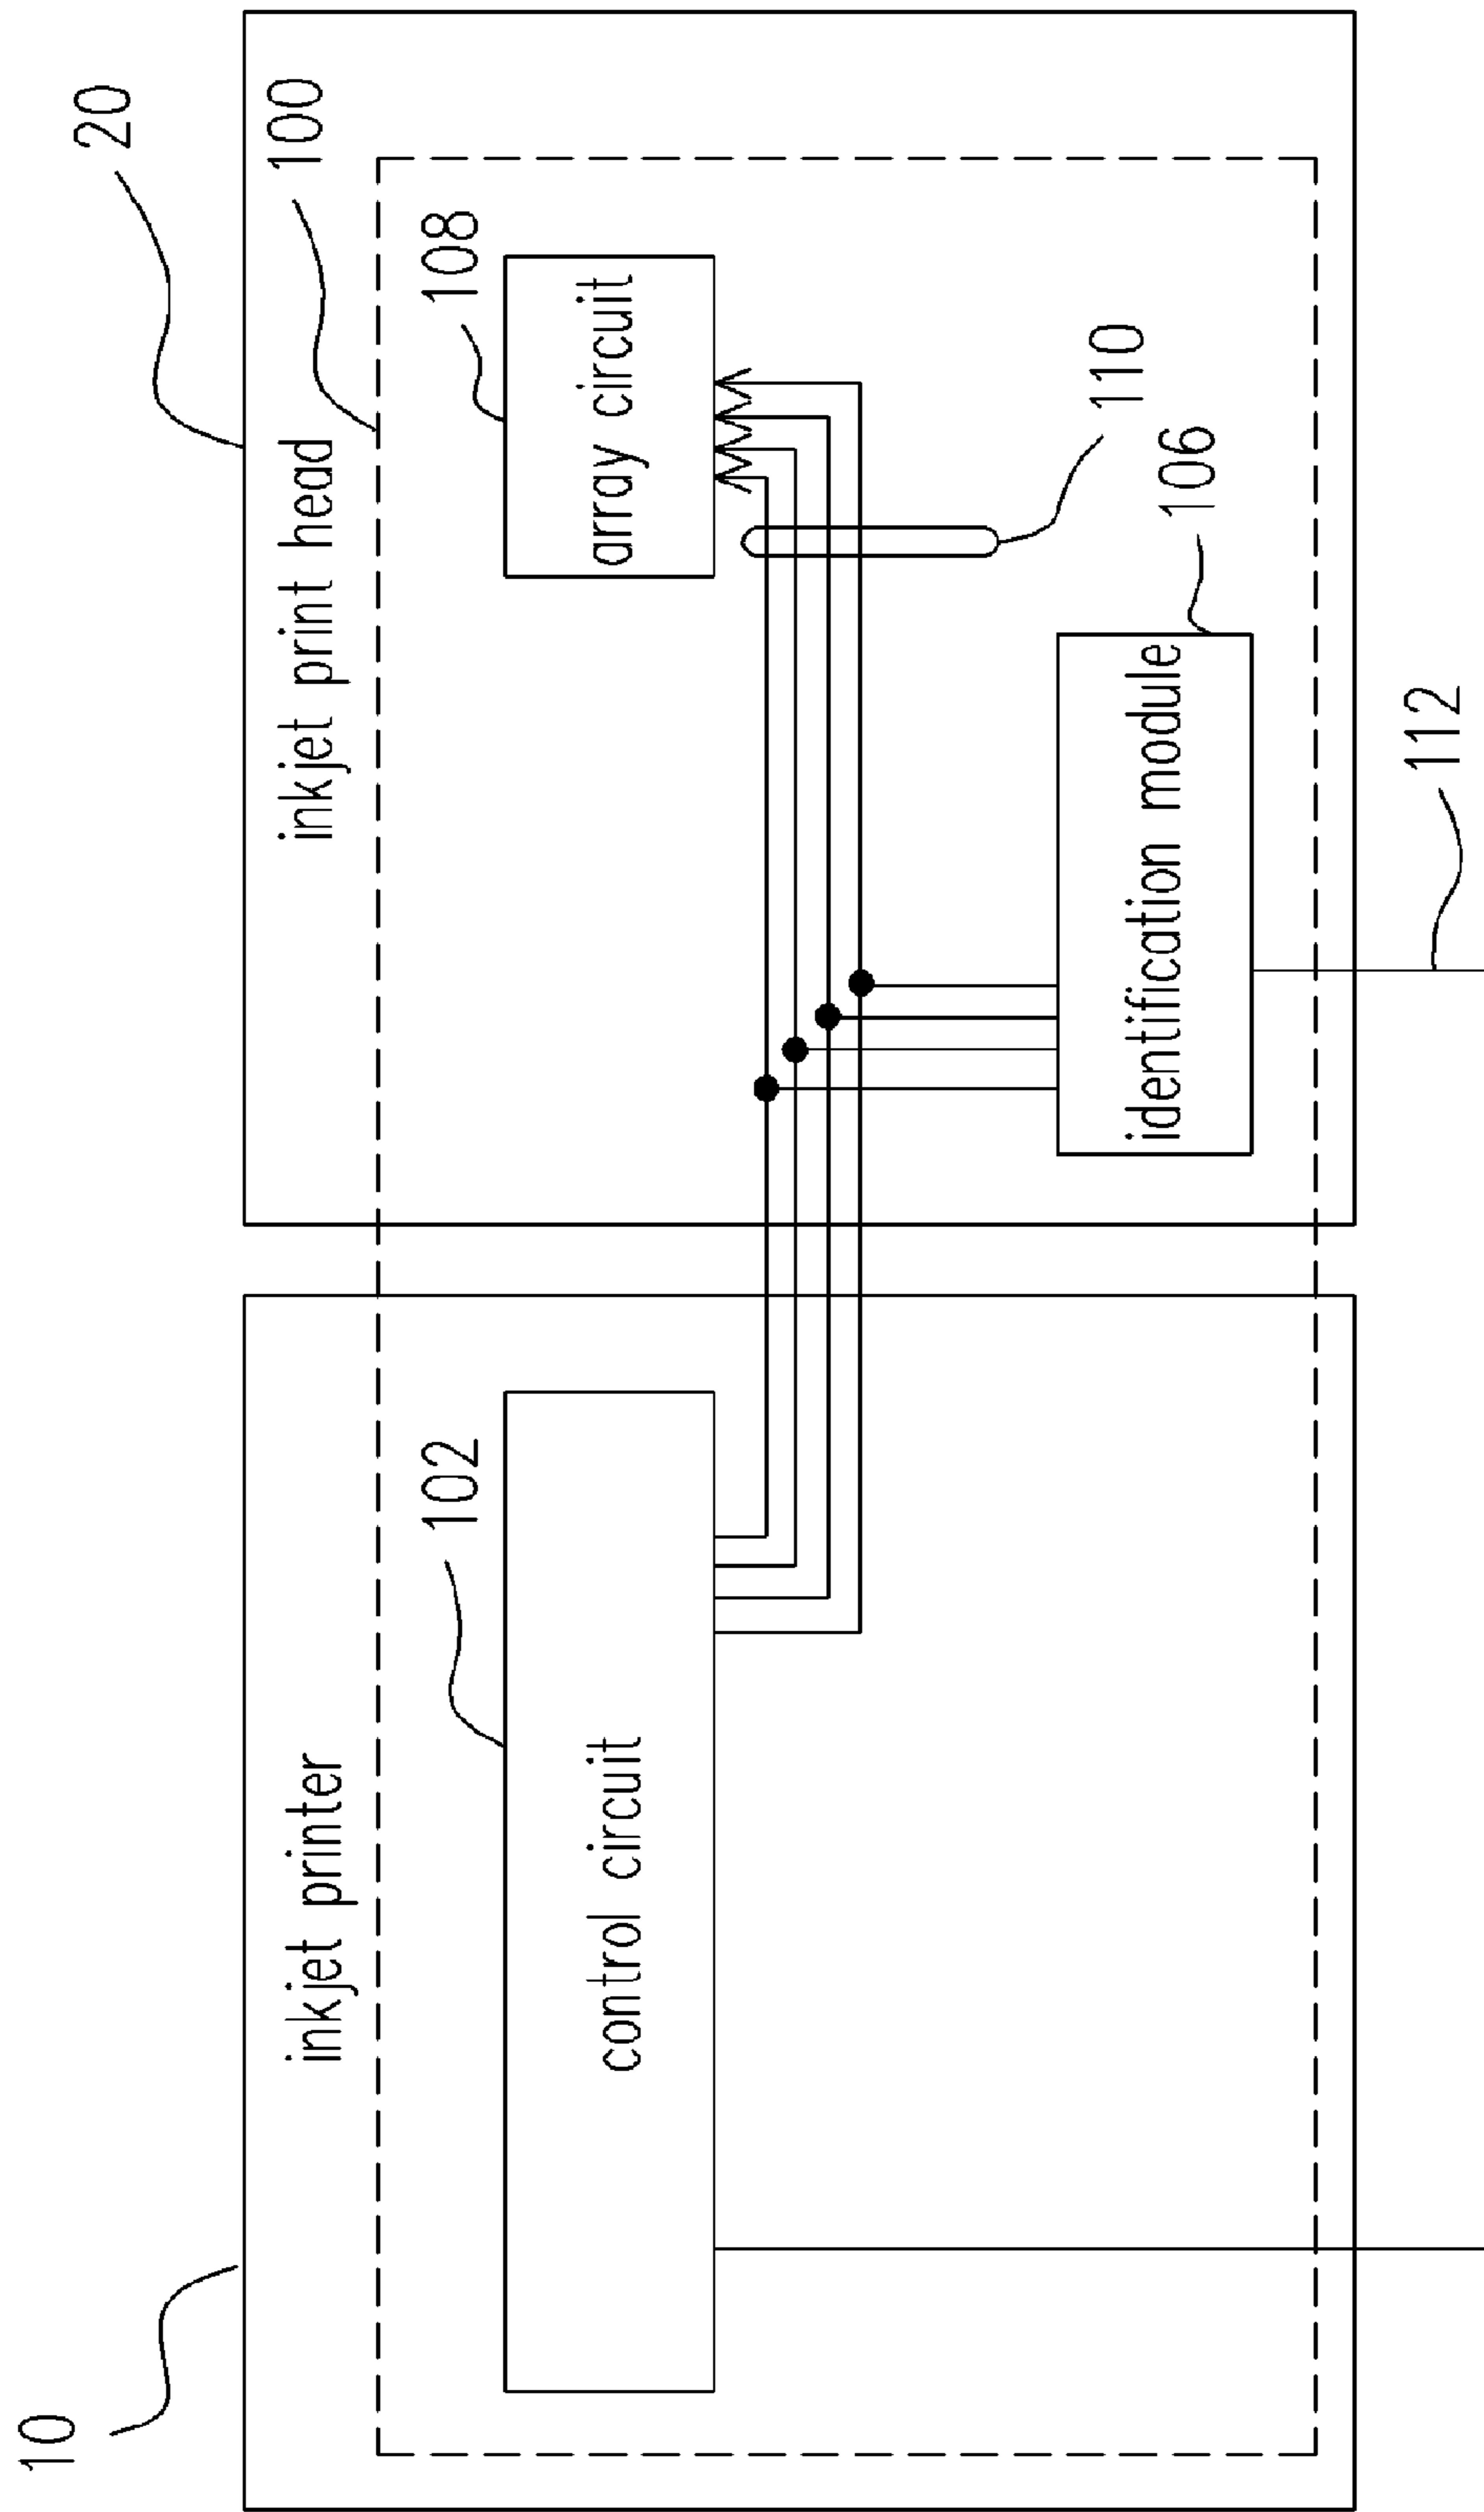 10
20
inkjet printer
inkjet print head
100
102
control circuit
108
array circuit
110
106
identification module
112